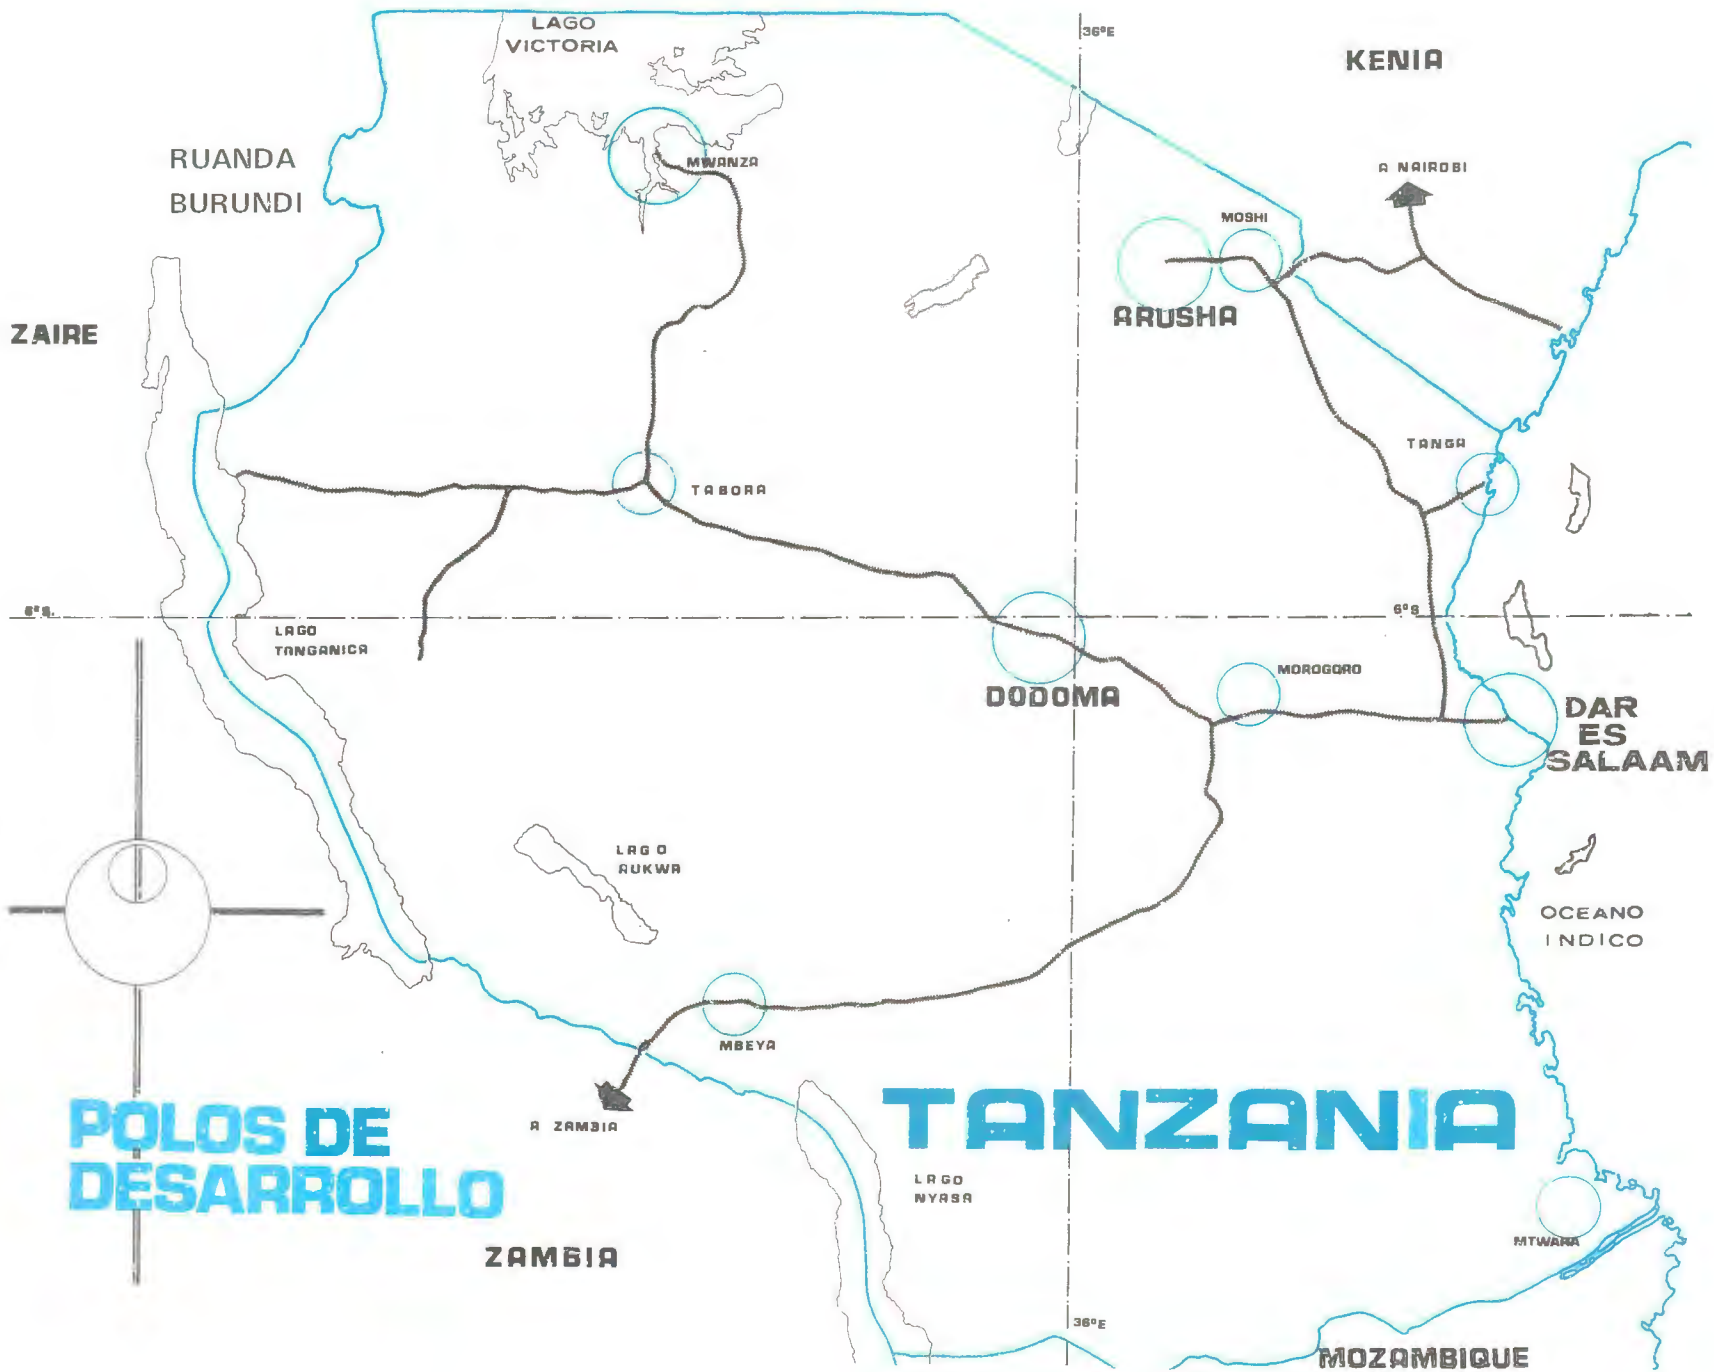 LAGO
VICTORIA
36°E
KENIA
RUANDA
BURUNDI
MWANZA
A NAIROBI
MOSHI
ZAIRE
ARUSHA
TANGA
TABORA
6°S.
6°S
LAGO
TANGANICA
MOROGORO
DODOMA
DAR
ES
SALAAM
LAGO
RUKWA
OCEANO
INDICO
MBEYA
POLOS DE
DESARROLLO
TANZANIA
A ZAMBIA
LAGO
NYASA
MTWARA
ZAMBIA
36°E
MOZAMBIQUE